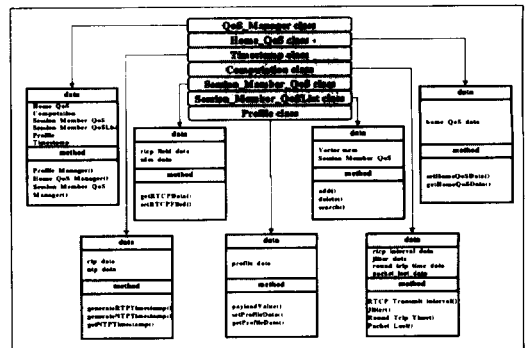 QoS_Manager class
Home_QoS class
Timestamp class
Computation class
Session_Member_QoS class
Session_Member_QoSList class
Profile class
data
Home QoS
Computation
Session Member QoS
Session Member QoSList
Profile
Timestamp
method
Profile Manager()
Home QoS Manager()
Session Member QoS
Manager()
data
rtcp field data
sdes data
method
getRTCPData()
setRTCPFied()
data
Vector mem
Session Member QoS
method
add()
delete()
search()
data
home QoS data
method
setHomeQoSData()
getHomeQoSData()
data
rtp data
ntp data
method
generateRTPTimestamp()
generateNTPTimestamp()
getNTPTimestamp()
data
profile data
method
payloadValue()
setProfileData()
getProfileData()
data
rtcp interval data
jitter data
round trip time data
packet lost data
method
RTCP Transmit interval()
Jitter()
Round Trip Time()
Packet Lost()